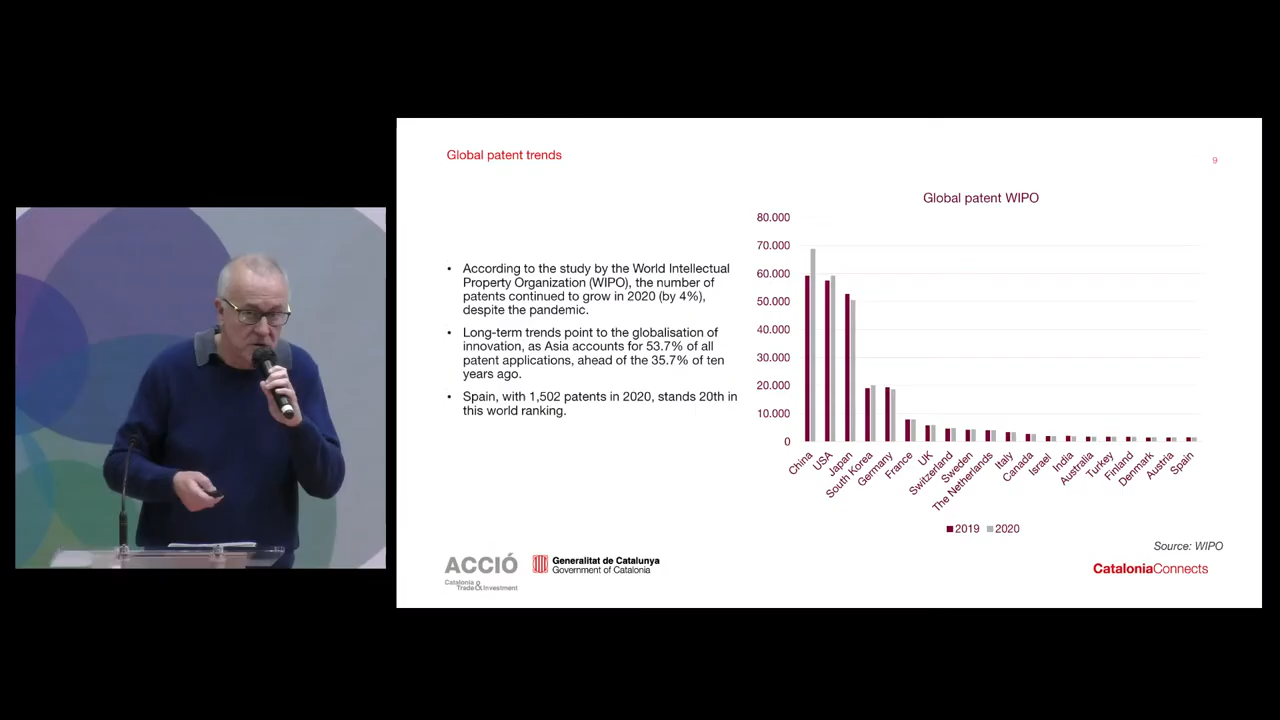 Global patent trends
9
According to the study by the World Intellectual
Property Organization (WIPO), the number of
patents continued to grow in 2020 (by 4%),
despite the pandemic.
Long-term trends point to the globalisation of
innovation, as Asia accounts for 53.7% of all
patent applications, ahead of the 35.7% of ten
years ago.
Spain, with 1,502 patents in 2020, stands 20th in
this world ranking.
Global patent WIPO
80.000
70.000
60.000
50.000
40.000
30.000
20.000
10.000
0
China
USA
Japan
South Korea
Germany
France
UK
Switzerland
Sweden
The Netherlands
Italy
Canada
Israel
India
Australia
Turkey
Finland
Denmark
Austria
Spain
2019 2020
Source: WIPO
ACCIÓ
Catalonia
Trade & Investment
Generalitat de Catalunya
Government of Catalonia
CataloniaConnects